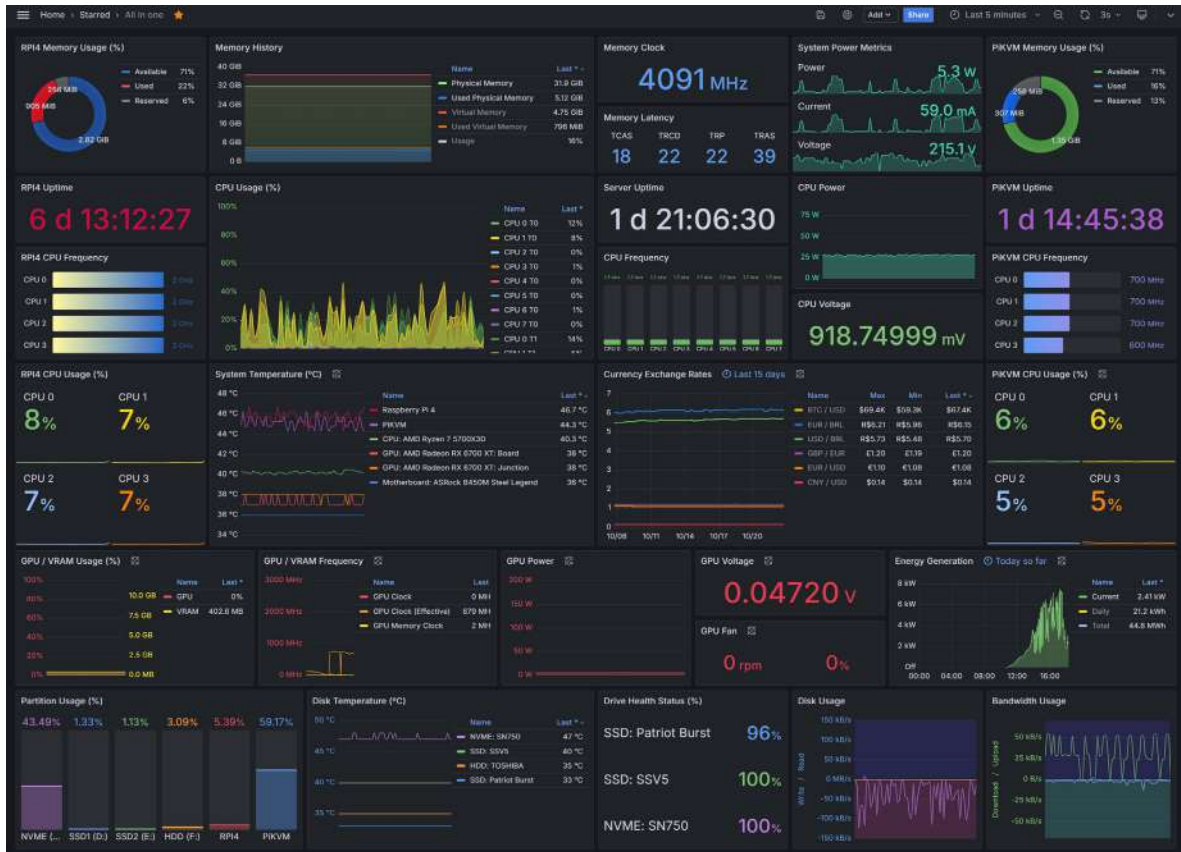 Home › Starred › All in one
Add
Share
Last 5 minutes
3s
RPI4 Memory Usage (%)
258 MiB
905 MiB
2.82 GiB
Available 71%
Used 22%
Reserved 6%
Memory History
40 GiB
32 GiB
24 GiB
16 GiB
8 GiB
0 B
Name Last *
Physical Memory 31.9 GiB
Used Physical Memory 5.12 GiB
Virtual Memory 4.75 GiB
Used Virtual Memory 796 MiB
Usage 16%
Memory Clock
4091 MHz
Memory Latency
TCAS TRCD TRP TRAS
18 22 22 39
System Power Metrics
Power 5.3 W
Current 59.0 mA
Voltage 215.1 V
PiKVM Memory Usage (%)
258 MiB
307 MiB
1.35 GiB
Available 71%
Used 16%
Reserved 13%
RPI4 Uptime
6 d 13:12:27
CPU Usage (%)
100%
80%
60%
40%
20%
0%
Name Last *
CPU 0 T0 12%
CPU 1 T0 8%
CPU 2 T0 0%
CPU 3 T0 1%
CPU 4 T0 0%
CPU 5 T0 0%
CPU 6 T0 1%
CPU 7 T0 0%
CPU 0 T1 14%
Server Uptime
1 d 21:06:30
CPU Power
75 W
50 W
25 W
0 W
PiKVM Uptime
1 d 14:45:38
RPI4 CPU Frequency
CPU 0
CPU 1
CPU 2
CPU 3
CPU Frequency
CPU 0 CPU 1 CPU 2 CPU 3 CPU 4 CPU 5 CPU 6 CPU 7
CPU Voltage
918.74999 mV
PiKVM CPU Frequency
CPU 0 700 MHz
CPU 1 700 MHz
CPU 2 700 MHz
CPU 3 600 MHz
RPI4 CPU Usage (%)
CPU 0 CPU 1
8% 7%
CPU 2 CPU 3
7% 7%
System Temperature (°C)
48 °C
46 °C
44 °C
42 °C
40 °C
38 °C
36 °C
34 °C
Name Last *
Raspberry Pi 4 46.7 °C
PiKVM 44.3 °C
CPU: AMD Ryzen 7 5700X3D 40.3 °C
GPU: AMD Radeon RX 6700 XT: Board 38 °C
GPU: AMD Radeon RX 6700 XT: Junction 38 °C
Motherboard: ASRock B450M Steel Legend 36 °C
Currency Exchange Rates Last 15 days
7
6
5
4
3
2
1
0
10/08 10/11 10/14 10/17 10/20
Name Max Min Last *
BTC / USD $69.4K $59.3K $67.4K
EUR / BRL R$6.21 R$5.96 R$6.15
USD / BRL R$5.73 R$5.48 R$5.70
GBP / EUR £1.20 £1.19 £1.20
EUR / USD €1.10 €1.08 €1.08
CNY / USD $0.14 $0.14 $0.14
PiKVM CPU Usage (%)
CPU 0 CPU 1
6% 6%
CPU 2 CPU 3
5% 5%
GPU / VRAM Usage (%)
100%
80%
60%
40%
20%
0%
10.0 GB
7.5 GB
5.0 GB
2.5 GB
0.0 MB
Name Last *
GPU 0%
VRAM 402.8 MB
GPU / VRAM Frequency
3000 MHz
2000 MHz
1000 MHz
0 MHz
Name Last
GPU Clock 0 MH
GPU Clock (Effective) 679 MH
GPU Memory Clock 2 MH
GPU Power
200 W
150 W
100 W
50 W
0 W
GPU Voltage
0.04720 V
GPU Fan
0 rpm 0%
Energy Generation Today so far
8 kW
6 kW
4 kW
2 kW
Off
00:00 04:00 08:00 12:00 16:00
Name Last *
Current 2.41 kW
Daily 21.2 kWh
Total 44.8 MWh
Partition Usage (%)
43.49% 1.33% 1.13% 3.09% 5.39% 59.17%
NVME (... SSD1 (D:) SSD2 (E:) HDD (F:) RPI4 PiKVM
Disk Temperature (°C)
50 °C
45 °C
40 °C
35 °C
Name Last *
NVME: SN750 47 °C
SSD: SSV5 40 °C
HDD: TOSHIBA 35 °C
SSD: Patriot Burst 33 °C
Drive Health Status (%)
SSD: Patriot Burst 96%
SSD: SSV5 100%
NVME: SN750 100%
Disk Usage
Write / Read
150 kB/s
100 kB/s
50 kB/s
0 MB/s
-50 kB/s
-100 kB/s
-150 kB/s
Bandwidth Usage
Download / Upload
50 kB/s
25 kB/s
0 B/s
-25 kB/s
-50 kB/s